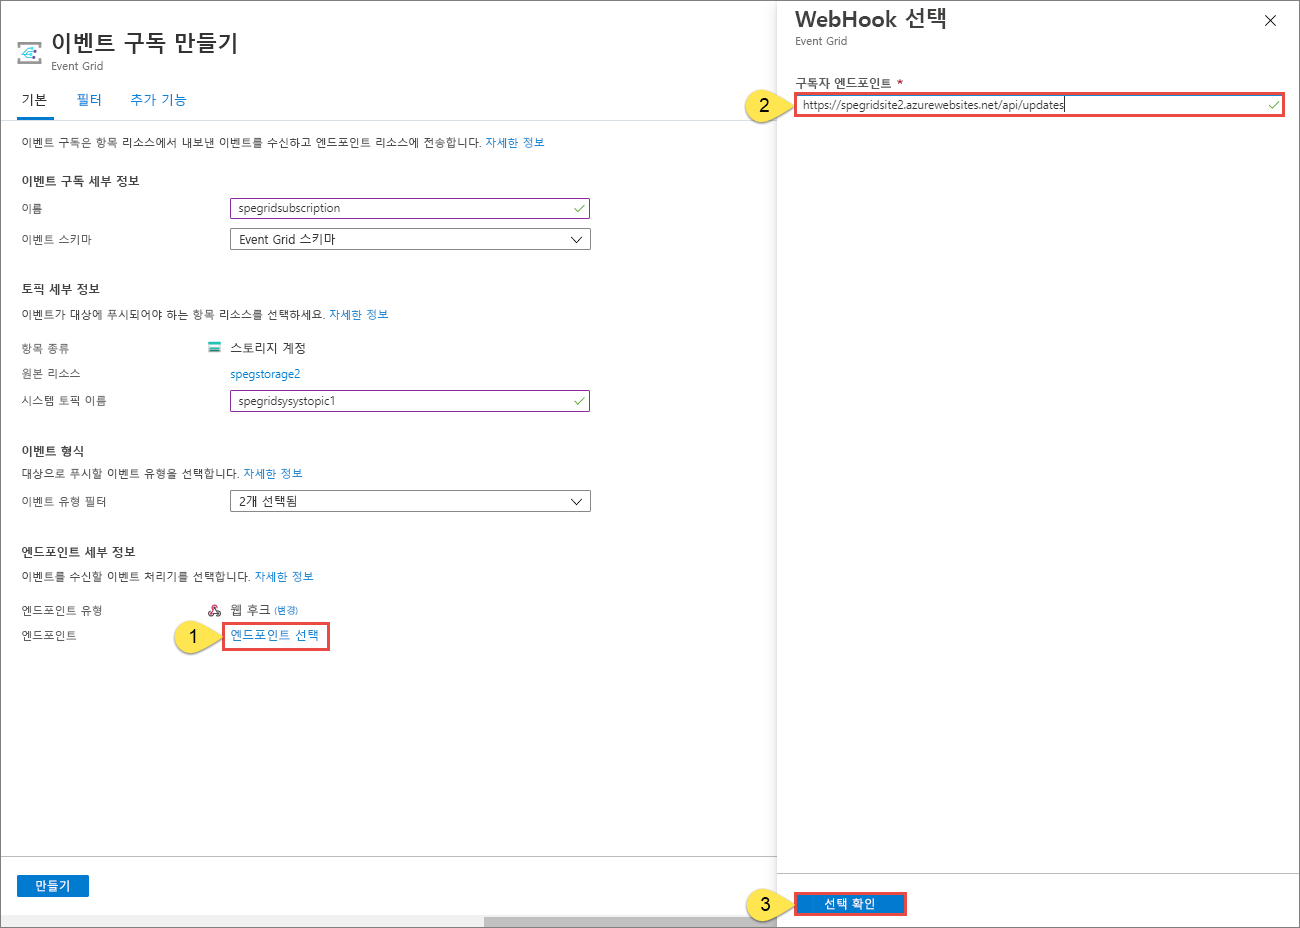 이벤트 구독 만들기
Event Grid
기본 필터 추가 기능
이벤트 구독은 항목 리소스에서 내보낸 이벤트를 수신하고 엔드포인트 리소스에 전송합니다. 자세한 정보
이벤트 구독 세부 정보
이름 spegridsubscription
이벤트 스키마 Event Grid 스키마
토픽 세부 정보
이벤트가 대상에 푸시되어야 하는 항목 리소스를 선택하세요. 자세한 정보
항목 종류 스토리지 계정
원본 리소스 spegstorage2
시스템 토픽 이름 spegridsysystopic1
이벤트 형식
대상으로 푸시할 이벤트 유형을 선택합니다. 자세한 정보
이벤트 유형 필터 2개 선택됨
엔드포인트 세부 정보
이벤트를 수신할 이벤트 처리기를 선택합니다. 자세한 정보
엔드포인트 유형 웹 후크 (변경)
엔드포인트 1 엔드포인트 선택
만들기
WebHook 선택
Event Grid
구독자 엔드포인트 *
2 https://spegridsite2.azurewebsites.net/api/updates
3 선택 확인